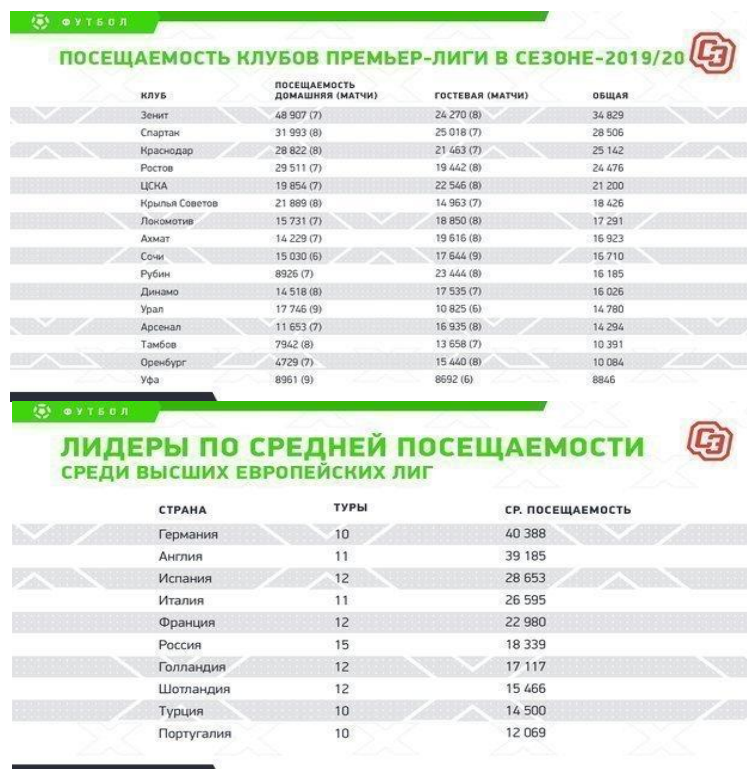 ФУТБОЛ
ПОСЕЩАЕМОСТЬ КЛУБОВ ПРЕМЬЕР-ЛИГИ В СЕЗОНЕ-2019/20
СЭ
КЛУБ ПОСЕЩАЕМОСТЬ ДОМАШНЯЯ (МАТЧИ) ГОСТЕВАЯ (МАТЧИ) ОБЩАЯ
Зенит 48 907 (7) 24 270 (8) 34 829
Спартак 31 993 (8) 25 018 (7) 28 506
Краснодар 28 822 (8) 21 463 (7) 25 142
Ростов 29 511 (7) 19 442 (8) 24 476
ЦСКА 19 854 (7) 22 546 (8) 21 200
Крылья Советов 21 889 (8) 14 963 (7) 18 426
Локомотив 15 731 (7) 18 850 (8) 17 291
Ахмат 14 229 (7) 19 616 (8) 16 923
Сочи 15 030 (6) 17 644 (9) 16 710
Рубин 8926 (7) 23 444 (8) 16 185
Динамо 14 518 (8) 17 535 (7) 16 026
Урал 17 746 (9) 10 825 (6) 14 780
Арсенал 11 653 (7) 16 935 (8) 14 294
Тамбов 7942 (8) 13 658 (7) 10 391
Оренбург 4729 (7) 15 440 (8) 10 084
Уфа 8961 (9) 8692 (6) 8846
ФУТБОЛ
ЛИДЕРЫ ПО СРЕДНЕЙ ПОСЕЩАЕМОСТИ
СРЕДИ ВЫСШИХ ЕВРОПЕЙСКИХ ЛИГ
СЭ
СТРАНА ТУРЫ СР. ПОСЕЩАЕМОСТЬ
Германия 10 40 388
Англия 11 39 185
Испания 12 28 653
Италия 11 26 595
Франция 12 22 980
Россия 15 18 339
Голландия 12 17 117
Шотландия 12 15 466
Турция 10 14 500
Португалия 10 12 069